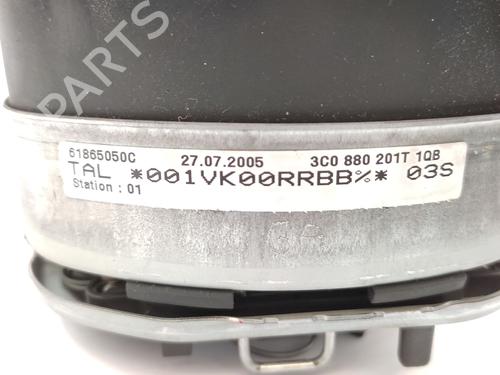 B-PARTS
61865050C 27.07.2005 3C0 880 201T 1QB
TAL *001VK00RRBB%* 03S
Station : 01